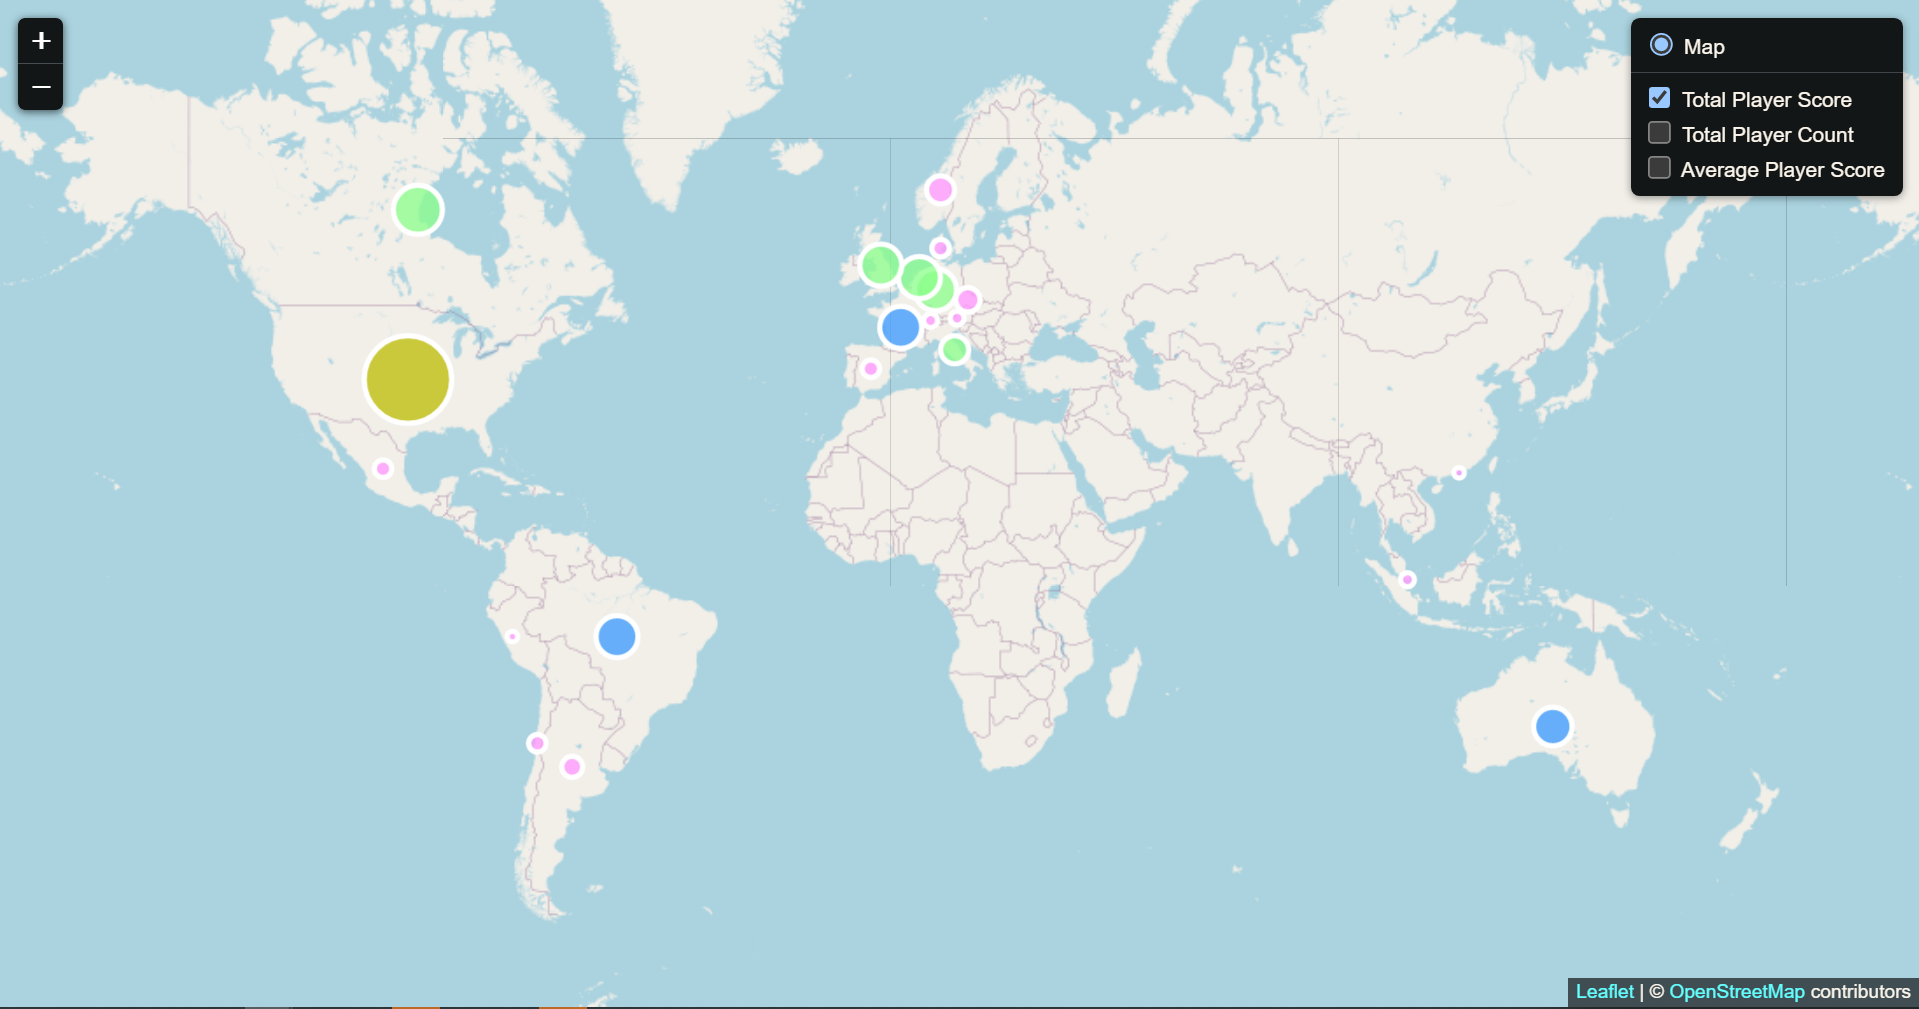 +
−
Map
Total Player Score
Total Player Count
Average Player Score
Leaflet | © OpenStreetMap contributors